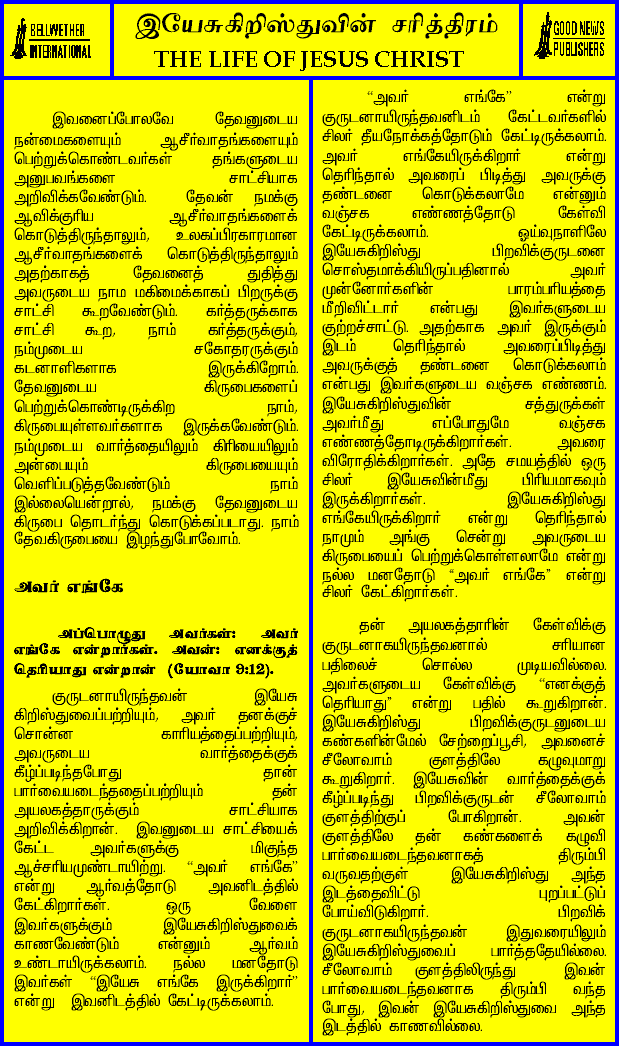 BELLWETHER
INTERNATIONAL
இயேசுகிறிஸ்துவின் சரித்திரம்
THE LIFE OF JESUS CHRIST
GOOD NEWS
PUBLISHERS
இவனைப்போலவே தேவனுடைய
நன்மைகளையும் ஆசீர்வாதங்களையும்
பெற்றுக்கொண்டவர்கள் தங்களுடைய
அனுபவங்களை சாட்சியாக
அறிவிக்கவேண்டும். தேவன் நமக்கு
ஆவிக்குரிய ஆசீர்வாதங்களைக்
கொடுத்திருந்தாலும், உலகப்பிரகாரமான
ஆசீர்வாதங்களைக் கொடுத்திருந்தாலும்
அதற்காகத் தேவனைத் துதித்து
அவருடைய நாம மகிமைக்காகப் பிறருக்கு
சாட்சி கூறவேண்டும். கர்த்தருக்காக
சாட்சி கூற, நாம் கர்த்தருக்கும்,
நம்முடைய சகோதரருக்கும்
கடனாளிகளாக இருக்கிறோம்.
தேவனுடைய கிருபைகளைப்
பெற்றுக்கொண்டிருக்கிற நாம்,
கிருபையுள்ளவர்களாக இருக்கவேண்டும்.
நம்முடைய வார்த்தையிலும் கிரியையிலும்
அன்பையும் கிருபையையும்
வெளிப்படுத்தவேண்டும் நாம்
இல்லையென்றால், நமக்கு தேவனுடைய
கிருபை தொடர்ந்து கொடுக்கப்படாது. நாம்
தேவகிருபையை இழந்துபோவோம்.
அவர் எங்கே
அப்பொழுது அவர்கள்: அவர்
எங்கே என்றார்கள். அவன்: எனக்குத்
தெரியாது என்றான் (யோவா 9:12).
குருடனாயிருந்தவன் இயேசு
கிறிஸ்துவைப்பற்றியும், அவர் தனக்குச்
சொன்ன காரியத்தைப்பற்றியும்,
அவருடைய வார்த்தைக்குக்
கீழ்ப்படிந்தபோது தான்
பார்வையடைந்ததைப்பற்றியும் தன்
அயலகத்தாருக்கும் சாட்சியாக
அறிவிக்கிறான். இவனுடைய சாட்சியைக்
கேட்ட அவர்களுக்கு மிகுந்த
ஆச்சரியமுண்டாயிற்று. “அவர் எங்கே”
என்று ஆர்வத்தோடு அவனிடத்தில்
கேட்கிறார்கள். ஒரு வேளை
இவர்களுக்கும் இயேசுகிறிஸ்துவைக்
காணவேண்டும் என்னும் ஆர்வம்
உண்டாயிருக்கலாம். நல்ல மனதோடு
இவர்கள் “இயேசு எங்கே இருக்கிறார்”
என்று இவனிடத்தில் கேட்டிருக்கலாம்.
“அவர் எங்கே” என்று
குருடனாயிருந்தவனிடம் கேட்டவர்களில்
சிலர் தீயநோக்கத்தோடும் கேட்டிருக்கலாம்.
அவர் எங்கேயிருக்கிறார் என்று
தெரிந்தால் அவரைப் பிடித்து அவருக்கு
தண்டனை கொடுக்கலாமே என்னும்
வஞ்சக எண்ணத்தோடு கேள்வி
கேட்டிருக்கலாம். ஓய்வுநாளிலே
இயேசுகிறிஸ்து பிறவிக்குருடனை
சொஸ்தமாக்கியிருப்பதினால் அவர்
முன்னோர்களின் பாரம்பரியத்தை
மீறிவிட்டார் என்பது இவர்களுடைய
குற்றச்சாட்டு. அதற்காக அவர் இருக்கும்
இடம் தெரிந்தால் அவரைப்பிடித்து
அவருக்குத் தண்டனை கொடுக்கலாம்
என்பது இவர்களுடைய வஞ்சக எண்ணம்.
இயேசுகிறிஸ்துவின் சத்துருக்கள்
அவர்மீது எப்போதுமே வஞ்சக
எண்ணத்தோடிருக்கிறார்கள். அவரை
விரோதிக்கிறார்கள். அதே சமயத்தில் ஒரு
சிலர் இயேசுவின்மீது பிரியமாகவும்
இருக்கிறார்கள். இயேசுகிறிஸ்து
எங்கேயிருக்கிறார் என்று தெரிந்தால்
நாமும் அங்கு சென்று அவருடைய
கிருபையைப் பெற்றுக்கொள்ளலாமே என்று
நல்ல மனதோடு “அவர் எங்கே” என்று
சிலர் கேட்கிறார்கள்.
தன் அயலகத்தாரின் கேள்விக்கு
குருடனாகயிருந்தவனால் சரியான
பதிலைச் சொல்ல முடியவில்லை.
அவர்களுடைய கேள்விக்கு “எனக்குத்
தெரியாது” என்று பதில் கூறுகிறான்.
இயேசுகிறிஸ்து பிறவிக்குருடனுடைய
கண்களின்மேல் சேற்றைப்பூசி, அவனைச்
சீலோவாம் குளத்திலே கழுவுமாறு
கூறுகிறார். இயேசுவின் வார்த்தைக்குக்
கீழ்ப்படிந்து பிறவிக்குருடன் சீலோவாம்
குளத்திற்குப் போகிறான். அவன்
குளத்திலே தன் கண்களைக் கழுவி
பார்வையடைந்தவனாகத் திரும்பி
வருவதற்குள் இயேசுகிறிஸ்து அந்த
இடத்தைவிட்டு புறப்பட்டுப்
போய்விடுகிறார். பிறவிக்
குருடனாகயிருந்தவன் இதுவரையிலும்
இயேசுகிறிஸ்துவைப் பார்த்ததேயில்லை.
சீலோவாம் குளத்திலிருந்து இவன்
பார்வையடைந்தவனாக திரும்பி வந்த
போது, இவன் இயேசுகிறிஸ்துவை அந்த
இடத்தில் காணவில்லை.